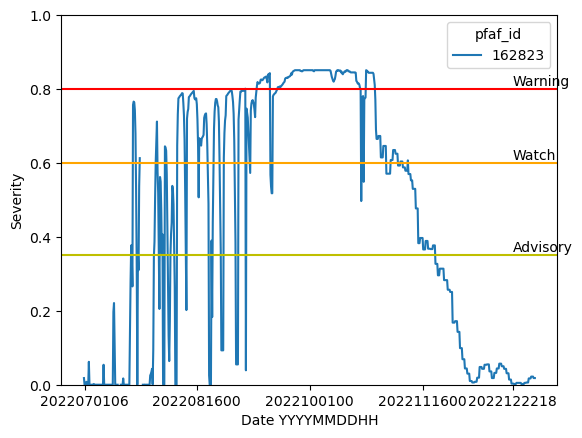 pfaf_id
162823
1.0
0.8
0.6
0.4
0.2
0.0
Severity
Warning
Watch
Advisory
2022070106
2022081600
2022100100
2022111600
2022122218
Date YYYYMMDDHH